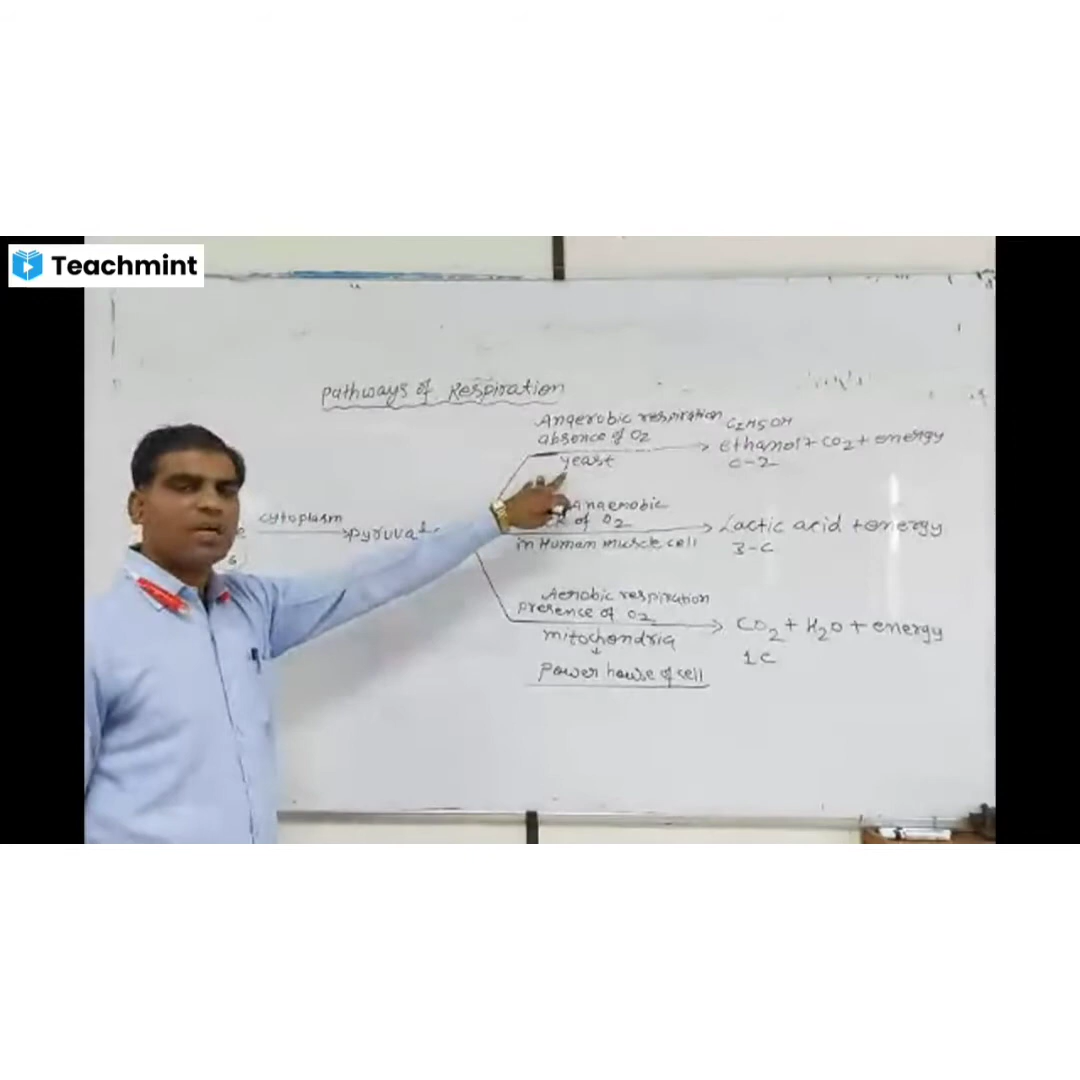 Teachmint
Pathways of Respiration
Anaerobic respiration
absence of O2
yeast
C2H5OH
ethanol + CO2 + energy
C-2
cytoplasm
pyruvate
6
Anaerobic
of O2
in Human muscle cell
Lactic acid + energy
3-C
Aerobic respiration
presence of O2
mitochondria
Power house of cell
CO2 + H2O + energy
1C